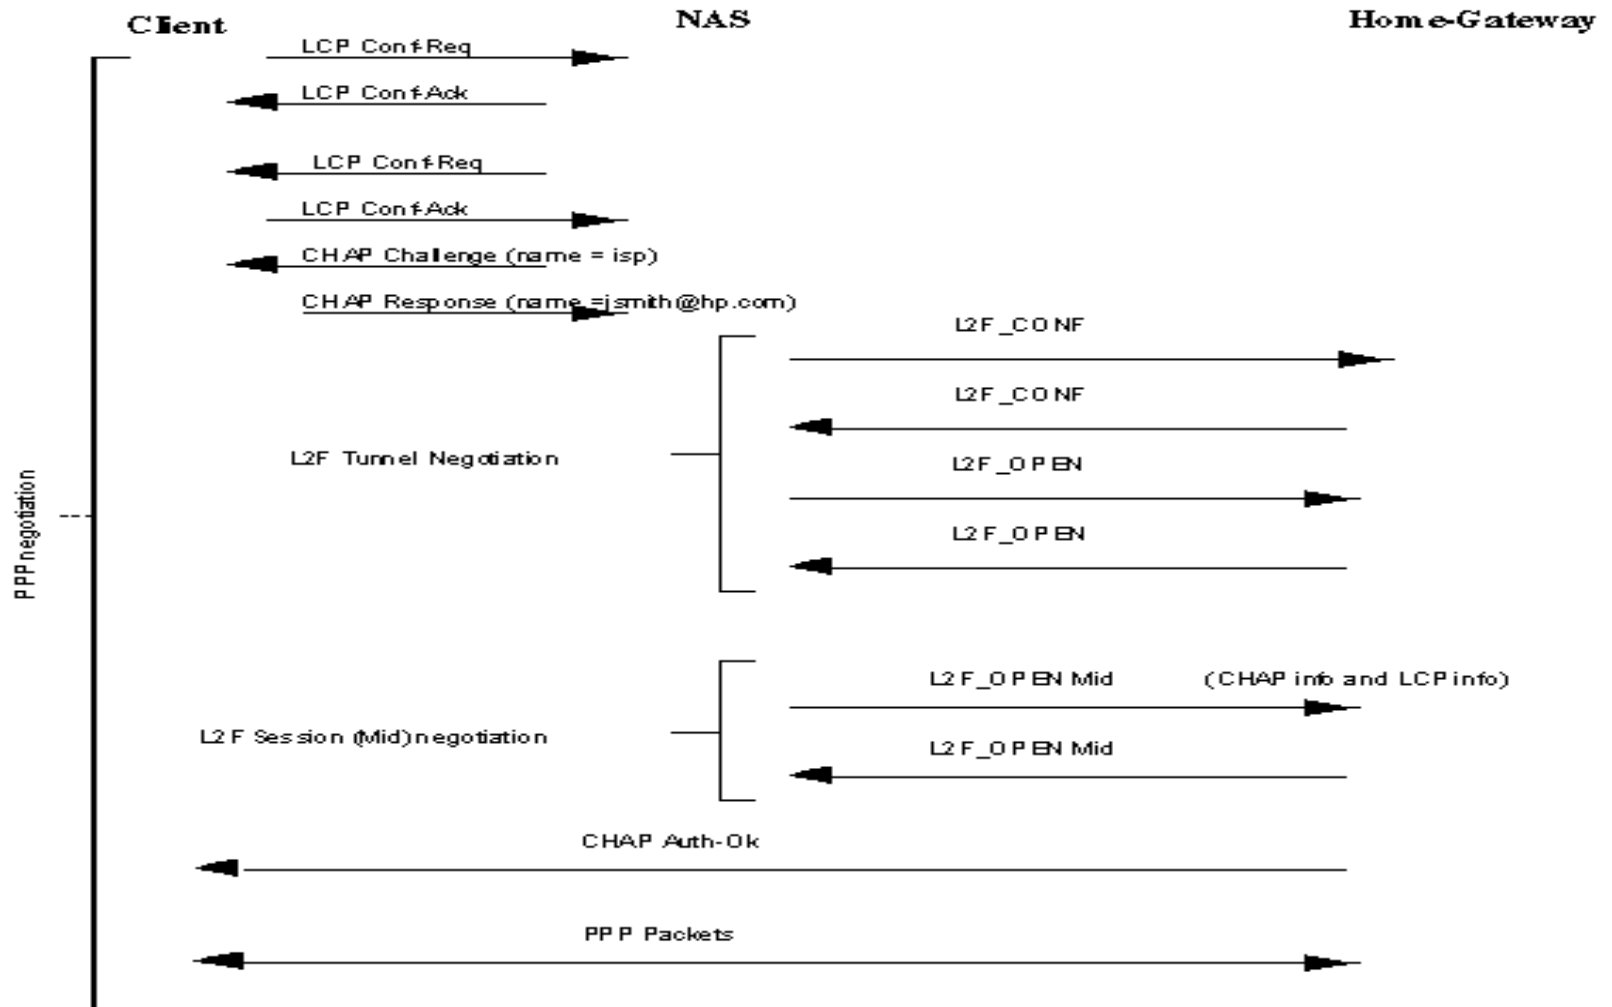 Client
NAS
Home-Gateway
LCP Conf-Req
LCP Conf-Ack
LCP Conf-Req
LCP Conf-Ack
CHAP Challenge (name = isp)
CHAP Response (name =jsmith@hp.com)
L2F_CONF
L2F_CONF
L2F Tunnel Negotiation
L2F_OPEN
L2F_OPEN
PPP negotiation
L2F_OPEN Mid (CHAP info and LCP info)
L2F Session (Mid) negotiation
L2F_OPEN Mid
CHAP Auth-Ok
PPP Packets